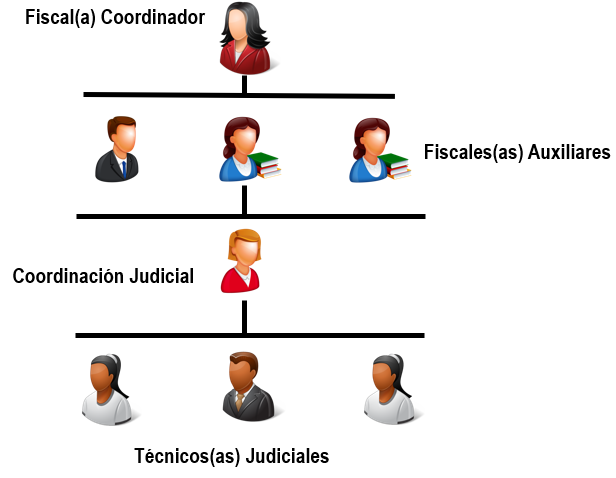 Fiscal(a) Coordinador
Fiscales(as) Auxiliares
Coordinación Judicial
Técnicos(as) Judiciales